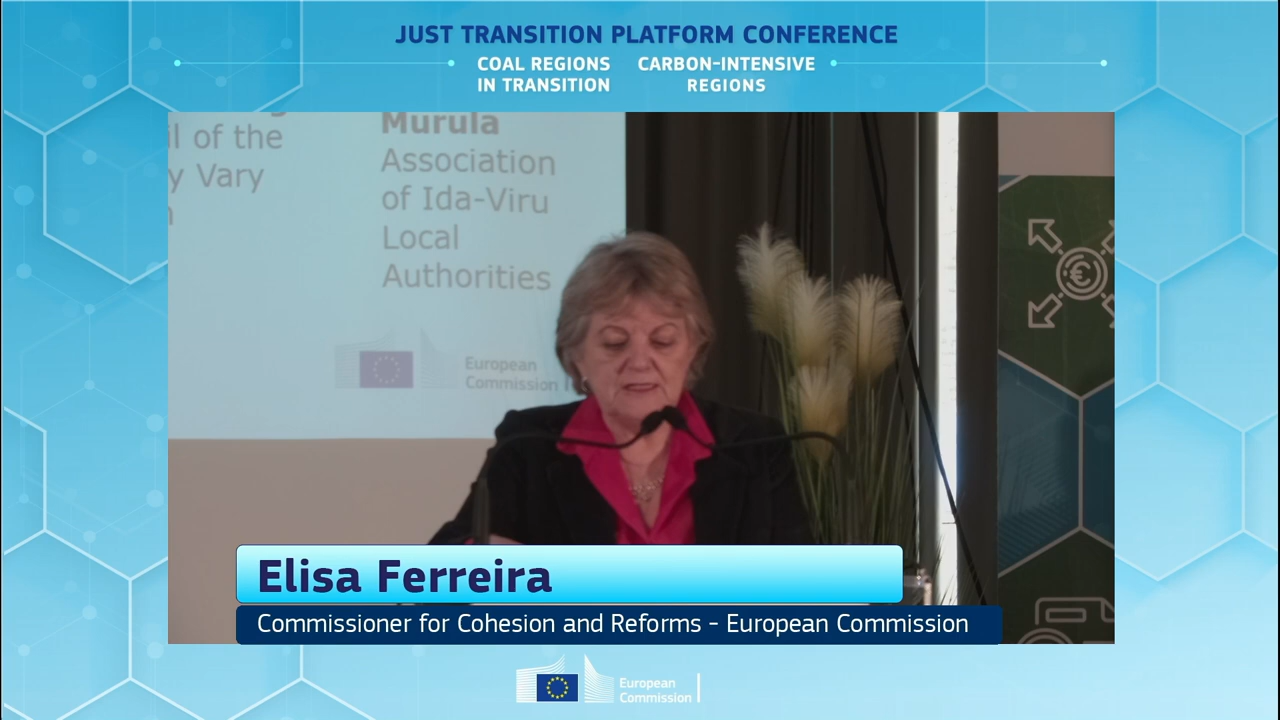 JUST TRANSITION PLATFORM CONFERENCE
COAL REGIONS
IN TRANSITION
CARBON-INTENSIVE
REGIONS
il of the
y Vary
Murula
Association
of Ida-Viru
Local
Authorities
European
Commission
€
Elisa Ferreira
Commissioner for Cohesion and Reforms - European Commission
European
Commission